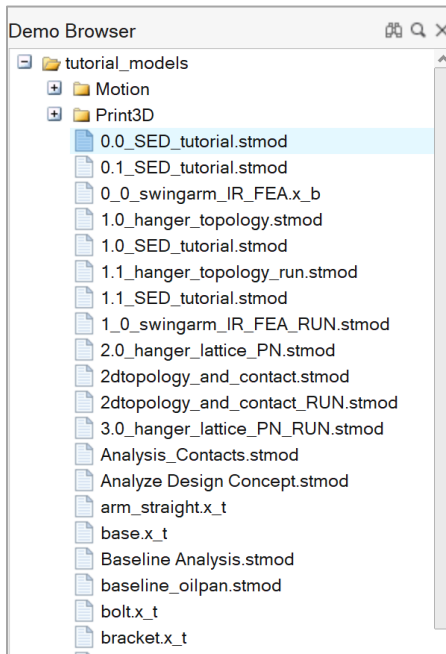 Demo Browser
tutorial_models
Motion
Print3D
0.0_SED_tutorial.stmod
0.1_SED_tutorial.stmod
0_0_swingarm_IR_FEA.x_b
1.0_hanger_topology.stmod
1.0_SED_tutorial.stmod
1.1_hanger_topology_run.stmod
1.1_SED_tutorial.stmod
1_0_swingarm_IR_FEA_RUN.stmod
2.0_hanger_lattice_PN.stmod
2dtopology_and_contact.stmod
2dtopology_and_contact_RUN.stmod
3.0_hanger_lattice_PN_RUN.stmod
Analysis_Contacts.stmod
Analyze Design Concept.stmod
arm_straight.x_t
base.x_t
Baseline Analysis.stmod
baseline_oilpan.stmod
bolt.x_t
bracket.x_t